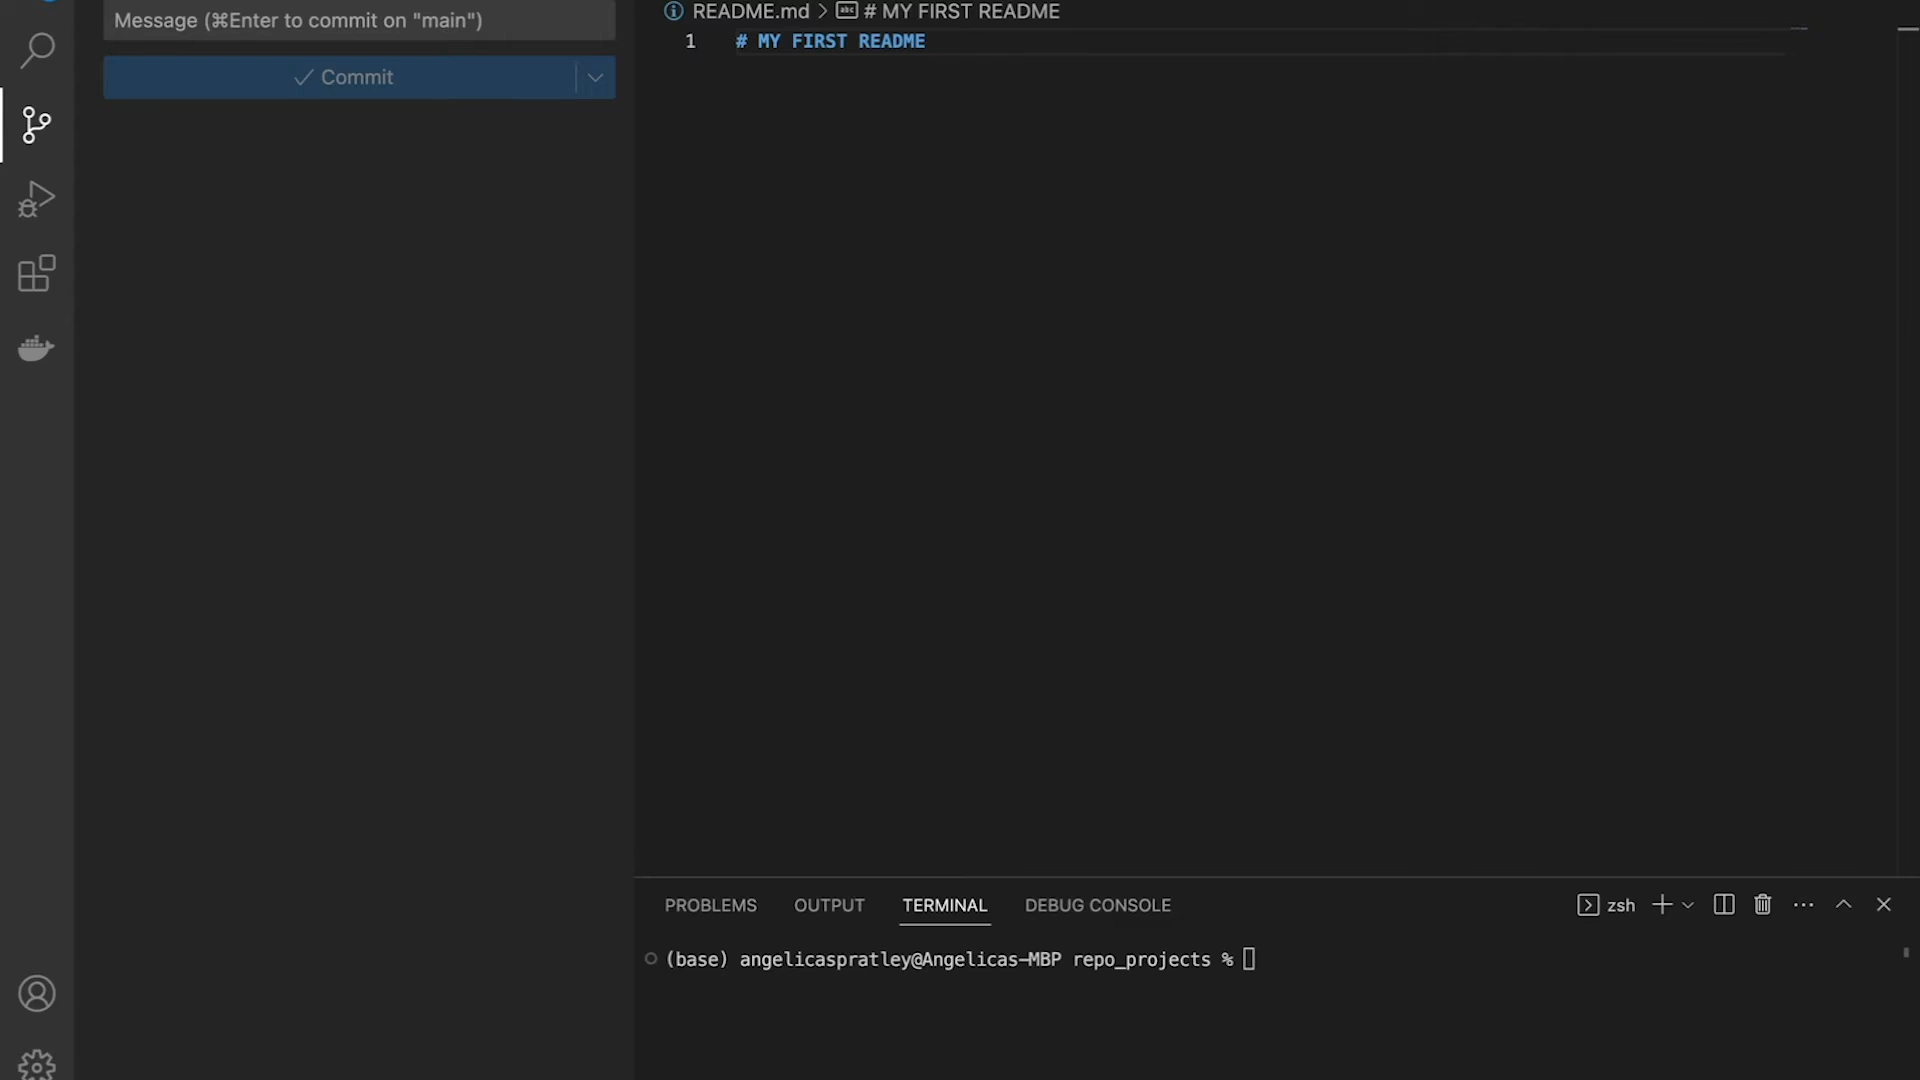 Message (⌘Enter to commit on "main")
Commit
README.md > # MY FIRST README
1 # MY FIRST README
PROBLEMS OUTPUT TERMINAL DEBUG CONSOLE zsh
(base) angelicaspratley@Angelicas-MBP repo_projects %